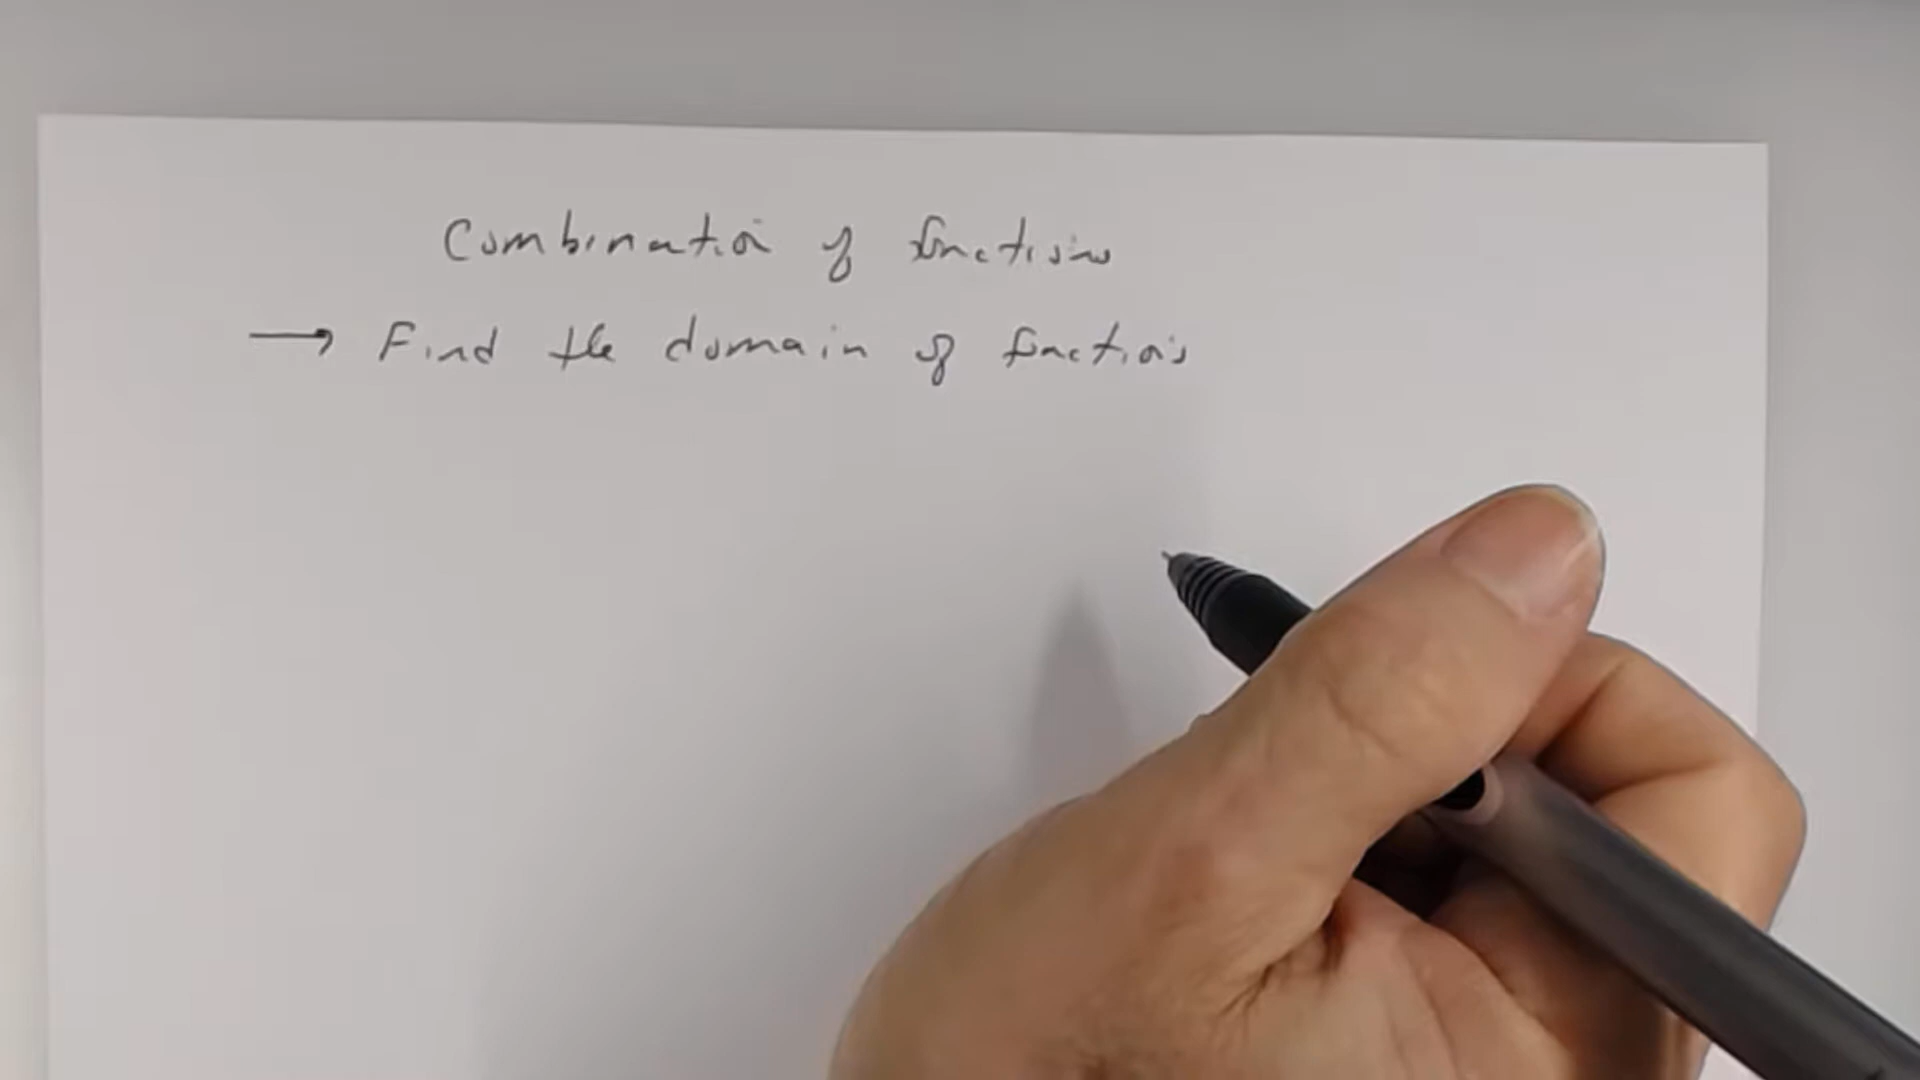 Combination of functions
→ Find the domain of functions